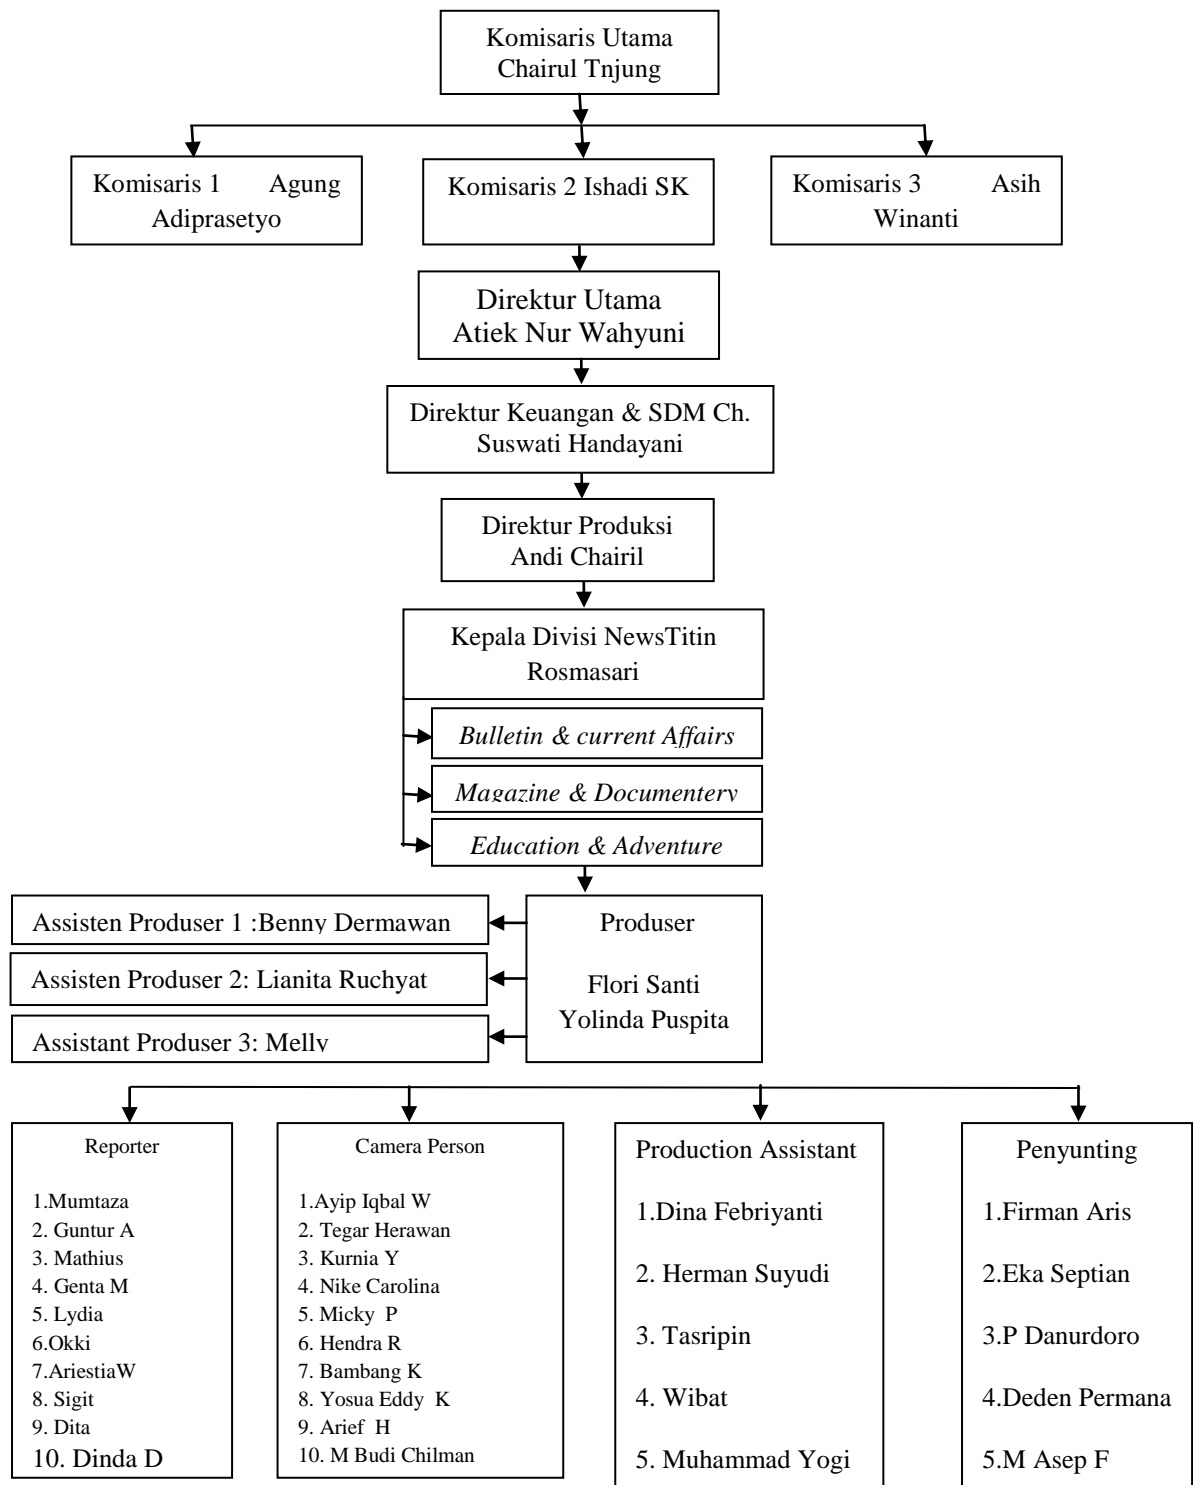 Komisaris Utama
Chairul Tnjung
Komisaris 1 Agung
Adiprasetyo
Komisaris 2 Ishadi SK
Komisaris 3 Asih
Winanti
Direktur Utama
Atiek Nur Wahyuni
Direktur Keuangan & SDM Ch.
Suswati Handayani
Direktur Produksi
Andi Chairil
Kepala Divisi NewsTitin
Rosmasari
Bulletin & current Affairs
Magazine & Documentery
Education & Adventure
Assisten Produser 1 :Benny Dermawan
Assisten Produser 2: Lianita Ruchyat
Assistant Produser 3: Melly
Produser
Flori Santi
Yolinda Puspita
Reporter
1.Mumtaza
2. Guntur A
3. Mathius
4. Genta M
5. Lydia
6.Okki
7.AriestiaW
8. Sigit
9. Dita
10. Dinda D
Camera Person
1.Ayip Iqbal W
2. Tegar Herawan
3. Kurnia Y
4. Nike Carolina
5. Micky P
6. Hendra R
7. Bambang K
8. Yosua Eddy K
9. Arief H
10. M Budi Chilman
Production Assistant
1.Dina Febriyanti
2. Herman Suyudi
3. Tasripin
4. Wibat
5. Muhammad Yogi
Penyunting
1.Firman Aris
2.Eka Septian
3.P Danurdoro
4.Deden Permana
5.M Asep F